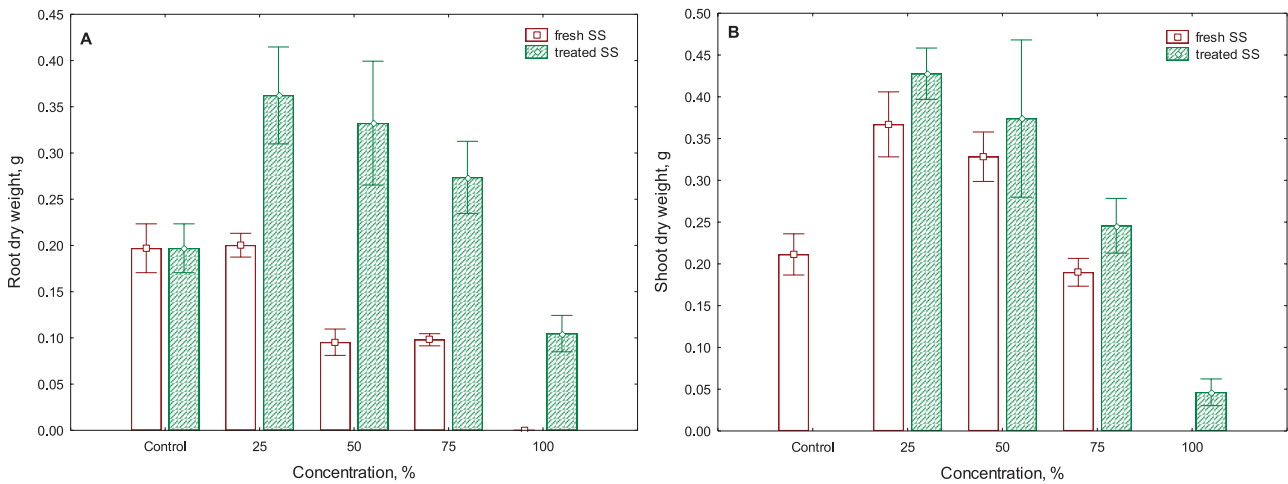 A
fresh SS
treated SS
Root dry weight, g
0.45
0.40
0.35
0.30
0.25
0.20
0.15
0.10
0.05
0.00
Control 25 50 75 100
Concentration, %
B
fresh SS
treated SS
Shoot dry weight, g
0.50
0.45
0.40
0.35
0.30
0.25
0.20
0.15
0.10
0.05
0.00
Control 25 50 75 100
Concentration, %